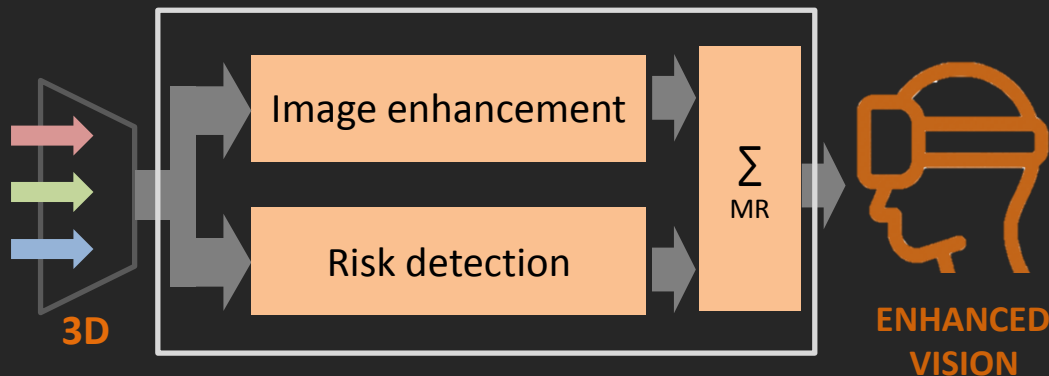 Image enhancement
Risk detection
Σ
MR
3D
ENHANCED
VISION